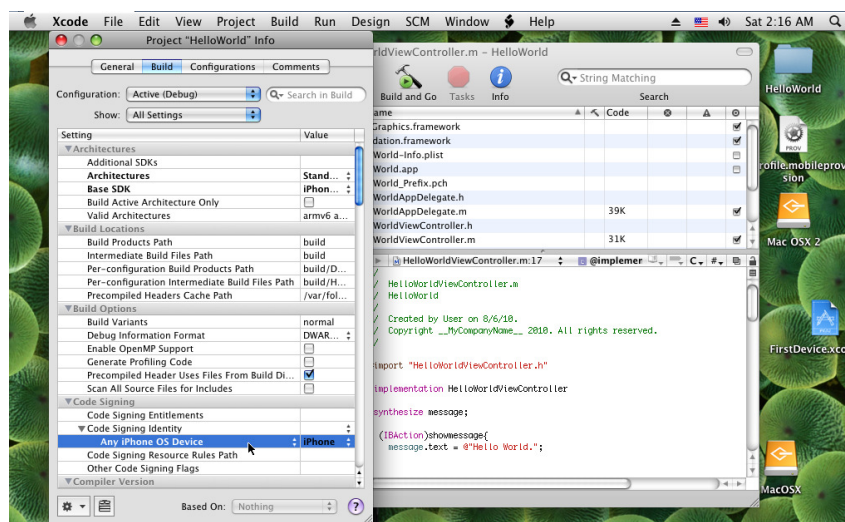 Xcode File Edit View Project Build Run Design SCM Window Help Sat 2:16 AM
Project “HelloWorld” Info
General Build Configurations Comments
Configuration: Active (Debug) Search in Build
Show: All Settings
Setting Value
Architectures
Additional SDKs
Architectures Stand...
Base SDK iPhon...
Build Active Architecture Only
Valid Architectures armv6 a...
Build Locations
Build Products Path build
Intermediate Build Files Path build
Per-configuration Build Products Path build/D...
Per-configuration Intermediate Build Files Path build/H...
Precompiled Headers Cache Path /var/fol...
Build Options
Build Variants normal
Debug Information Format DWAR...
Enable OpenMP Support
Generate Profiling Code
Precompiled Header Uses Files From Build Di...
Scan All Source Files for Includes
Code Signing
Code Signing Entitlements
Code Signing Identity
Any iPhone OS Device iPhone
Code Signing Resource Rules Path
Other Code Signing Flags
Compiler Version
Based On: Nothing ?
rldViewController.m – HelloWorld
String Matching
Build and Go Tasks Info Search
ame Code
Graphics.framework
dation.framework
World-Info.plist
World.app
World_Prefix.pch
WorldAppDelegate.h
WorldAppDelegate.m 39K
WorldViewController.h
WorldViewController.m 31K
HelloWorldViewController.m:17 @implemer C #
/
/ HelloWorldViewController.m
/ HelloWorld
/
/ Created by User on 8/6/10.
/ Copyright __MyCompanyName__ 2010. All rights reserved.
/
import "HelloWorldViewController.h"
implementation HelloWorldViewController
synthesize message;
(IBAction)showmessage{
message.text = @"Hello World.";
HelloWorld
PROV
rofile.mobileprov
sion
Mac OSX 2
FirstDevice.xco
MacOSX